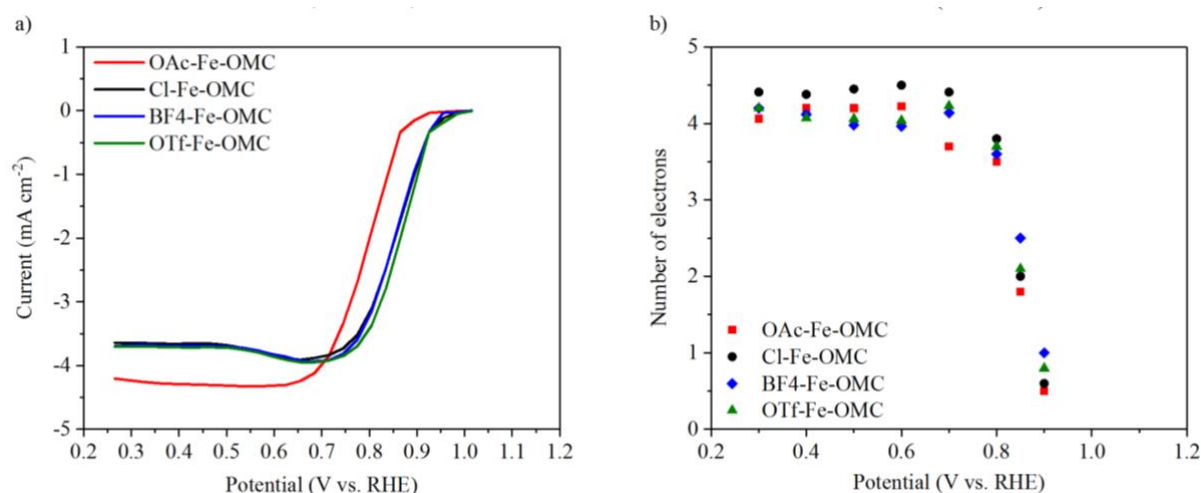 a)
1
0
-1
-2
-3
-4
-5
Current (mA cm-2)
OAc-Fe-OMC
Cl-Fe-OMC
BF4-Fe-OMC
OTf-Fe-OMC
0.2 0.3 0.4 0.5 0.6 0.7 0.8 0.9 1.0 1.1 1.2
Potential (V vs. RHE)
b)
5
4
3
2
1
0
Number of electrons
OAc-Fe-OMC
Cl-Fe-OMC
BF4-Fe-OMC
OTf-Fe-OMC
0.2 0.4 0.6 0.8 1.0 1.2
Potential (V vs. RHE)